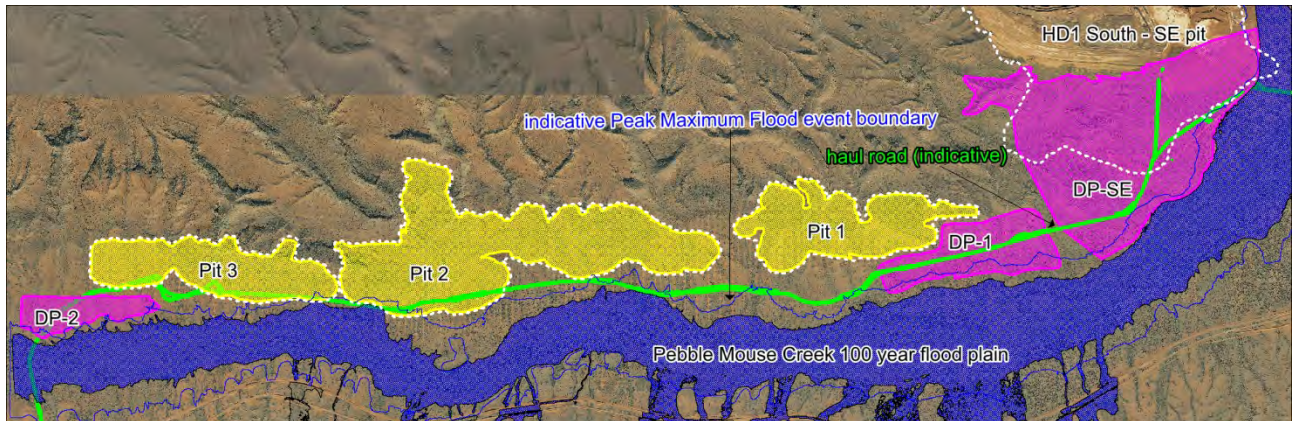 HD1 South - SE pit
indicative Peak Maximum Flood event boundary
haul road (indicative)
DP-SE
Pit 1
DP-1
Pit 2
Pit 3
DP-2
Pebble Mouse Creek 100 year flood plain